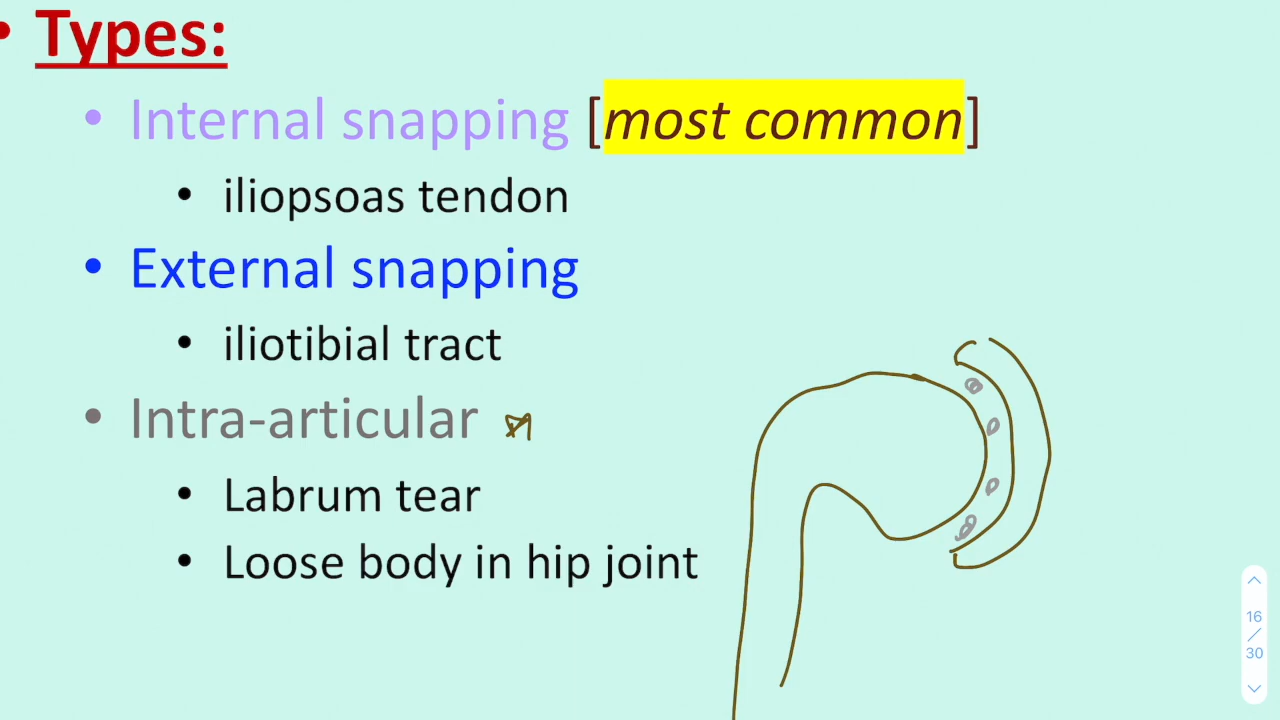 • Types:
• Internal snapping [most common]
• iliopsoas tendon
• External snapping
• iliotibial tract
• Intra-articular
• Labrum tear
• Loose body in hip joint
16
/
30